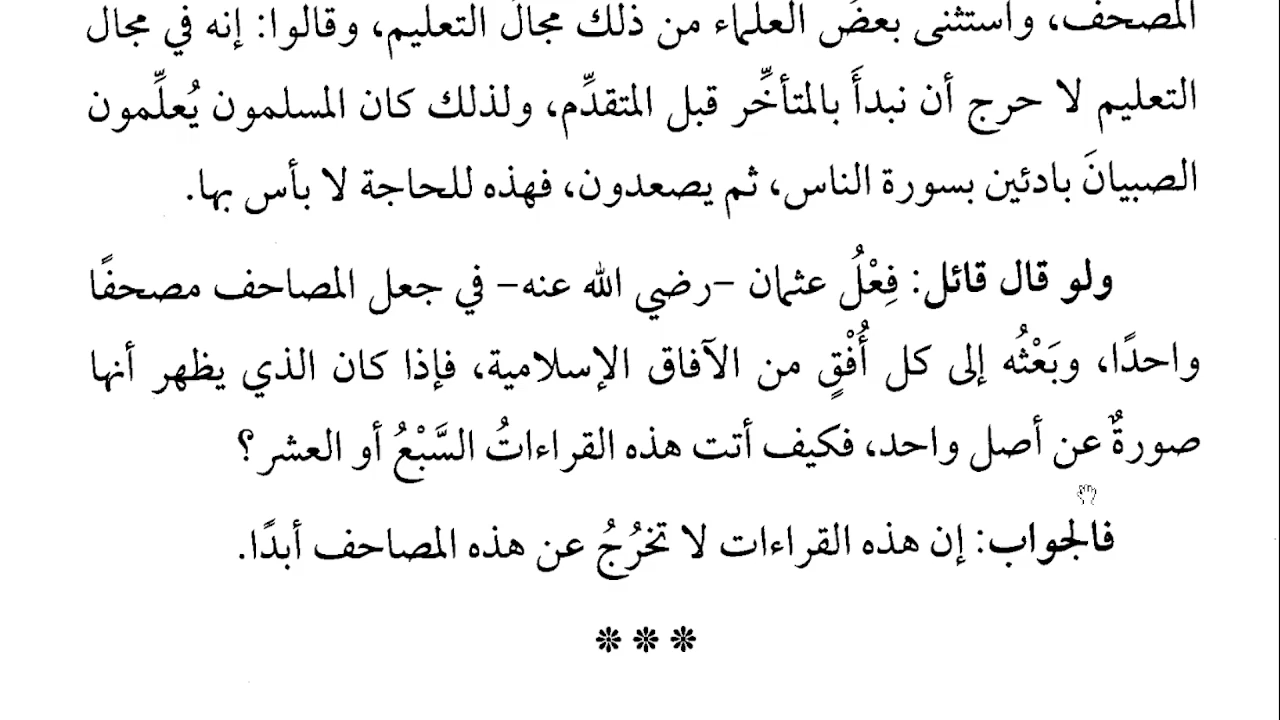 المصحف، واستثنى بعضُ العلماء من ذلك مجالَ التعليم، وقالوا: إنه في مجال
التعليم لا حرج أن نبدأَ بالمتأخِّر قبل المتقدِّم، ولذلك كان المسلمون يُعلِّمون
الصبيانَ بادئين بسورة الناس، ثم يصعدون، فهذه للحاجة لا بأس بها.
ولو قال قائل: فِعْلُ عثمان -رضي الله عنه- في جعل المصاحف مصحفًا
واحدًا، وبَعْثُه إلى كل أُفْقٍ من الآفاق الإسلامية، فإذا كان الذي يظهر أنها
صورةٌ عن أصل واحد، فكيف أتت هذه القراءاتُ السَّبْعُ أو العشر؟
فالجواب: إن هذه القراءات لا تخرُجُ عن هذه المصاحف أبدًا.
***